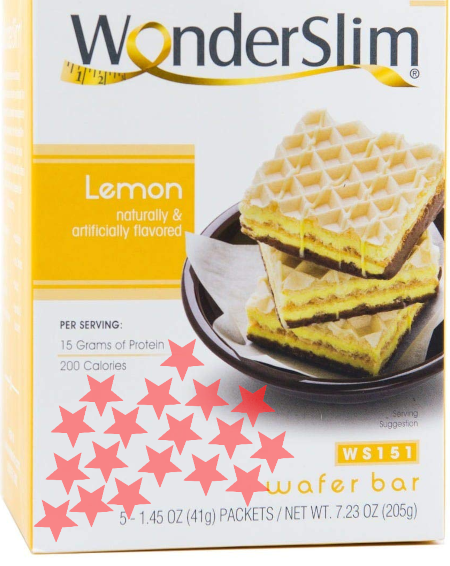 WonderSlim®
Lemon
naturally &
artificially flavored
PER SERVING:
15 Grams of Protein
200 Calories
Serving
Suggestion
WS151
wafer bar
5 - 1.45 OZ (41g) PACKETS / NET WT. 7.23 OZ (205g)